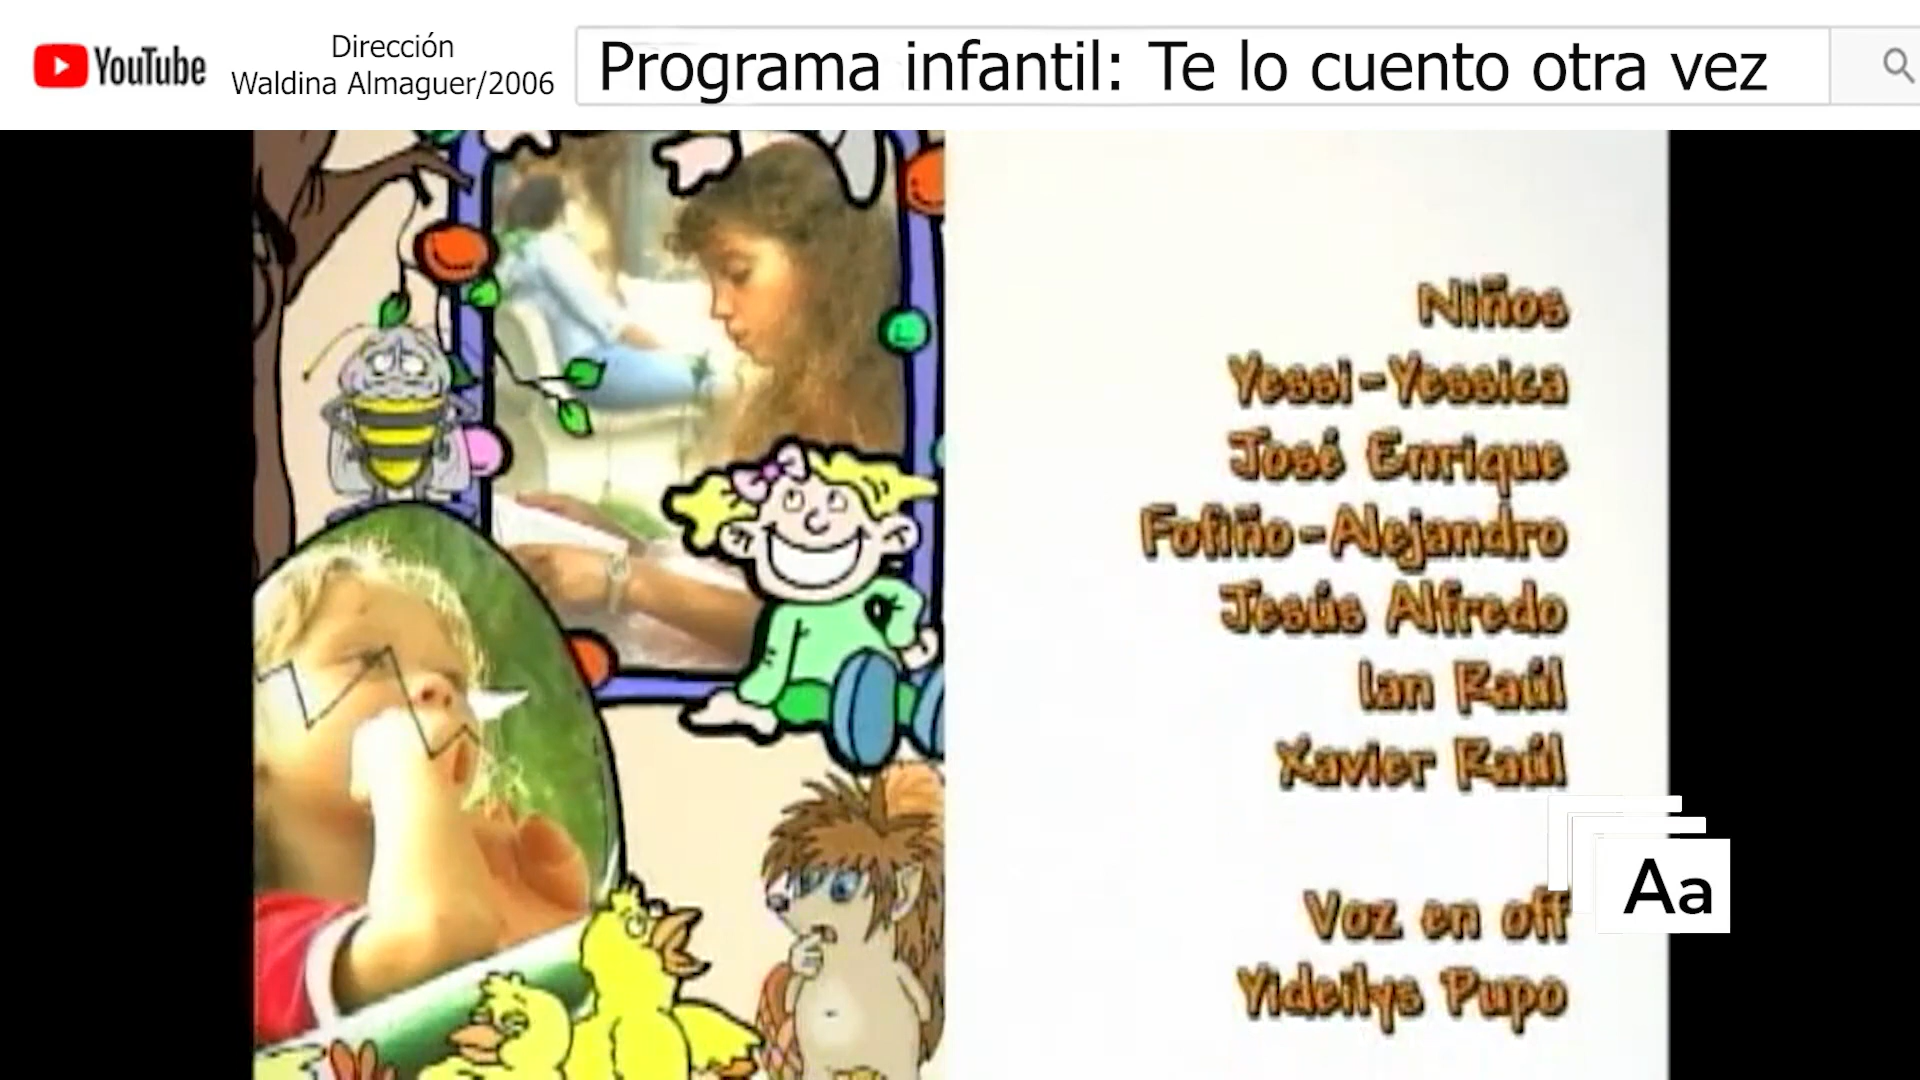 YouTube
Dirección
Waldina Almaguer/2006
Programa infantil: Te lo cuento otra vez
Niños
Yessi-Yessica
José Enrique
Fofiño-Alejandro
Jesús Alfredo
Ian Raúl
Xavier Raúl
Aa
Voz en off
Yideilys Pupo